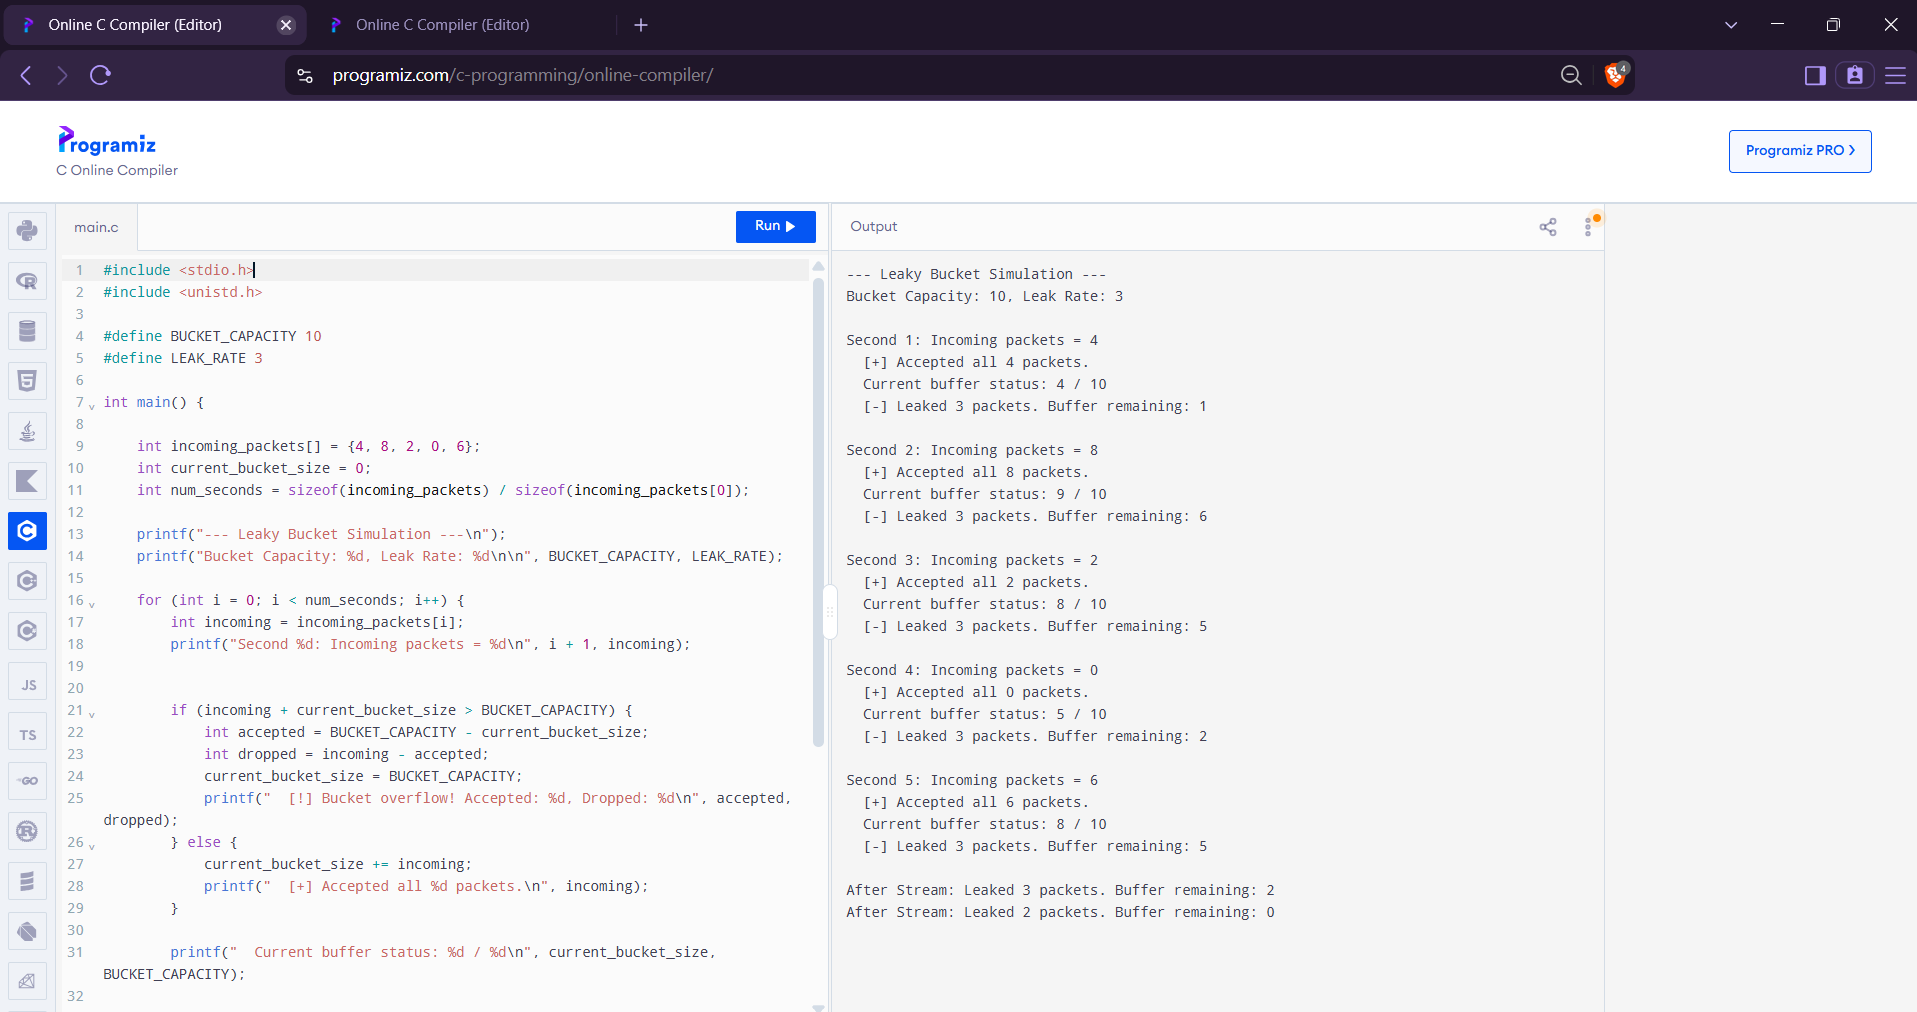 Online C Compiler (Editor)
Online C Compiler (Editor)
programiz.com/c-programming/online-compiler/
4
Programiz
C Online Compiler
Programiz PRO
main.c
Run
Output
1 #include <stdio.h>
2 #include <unistd.h>
3
4 #define BUCKET_CAPACITY 10
5 #define LEAK_RATE 3
6
7 int main() {
8
9     int incoming_packets[] = {4, 8, 2, 0, 6};
10     int current_bucket_size = 0;
11     int num_seconds = sizeof(incoming_packets) / sizeof(incoming_packets[0]);
12
13     printf("--- Leaky Bucket Simulation ---\n");
14     printf("Bucket Capacity: %d, Leak Rate: %d\n\n", BUCKET_CAPACITY, LEAK_RATE);
15
16     for (int i = 0; i < num_seconds; i++) {
17         int incoming = incoming_packets[i];
18         printf("Second %d: Incoming packets = %d\n", i + 1, incoming);
19
20
21         if (incoming + current_bucket_size > BUCKET_CAPACITY) {
22             int accepted = BUCKET_CAPACITY - current_bucket_size;
23             int dropped = incoming - accepted;
24             current_bucket_size = BUCKET_CAPACITY;
25             printf("  [!] Bucket overflow! Accepted: %d, Dropped: %d\n", accepted,
dropped);
26         } else {
27             current_bucket_size += incoming;
28             printf("  [+] Accepted all %d packets.\n", incoming);
29         }
30
31         printf("  Current buffer status: %d / %d\n", current_bucket_size,
BUCKET_CAPACITY);
32
--- Leaky Bucket Simulation ---
Bucket Capacity: 10, Leak Rate: 3

Second 1: Incoming packets = 4
  [+] Accepted all 4 packets.
  Current buffer status: 4 / 10
  [-] Leaked 3 packets. Buffer remaining: 1

Second 2: Incoming packets = 8
  [+] Accepted all 8 packets.
  Current buffer status: 9 / 10
  [-] Leaked 3 packets. Buffer remaining: 6

Second 3: Incoming packets = 2
  [+] Accepted all 2 packets.
  Current buffer status: 8 / 10
  [-] Leaked 3 packets. Buffer remaining: 5

Second 4: Incoming packets = 0
  [+] Accepted all 0 packets.
  Current buffer status: 5 / 10
  [-] Leaked 3 packets. Buffer remaining: 2

Second 5: Incoming packets = 6
  [+] Accepted all 6 packets.
  Current buffer status: 8 / 10
  [-] Leaked 3 packets. Buffer remaining: 5

After Stream: Leaked 3 packets. Buffer remaining: 2
After Stream: Leaked 2 packets. Buffer remaining: 0
R
5
C
C
C
JS
TS
GO
R